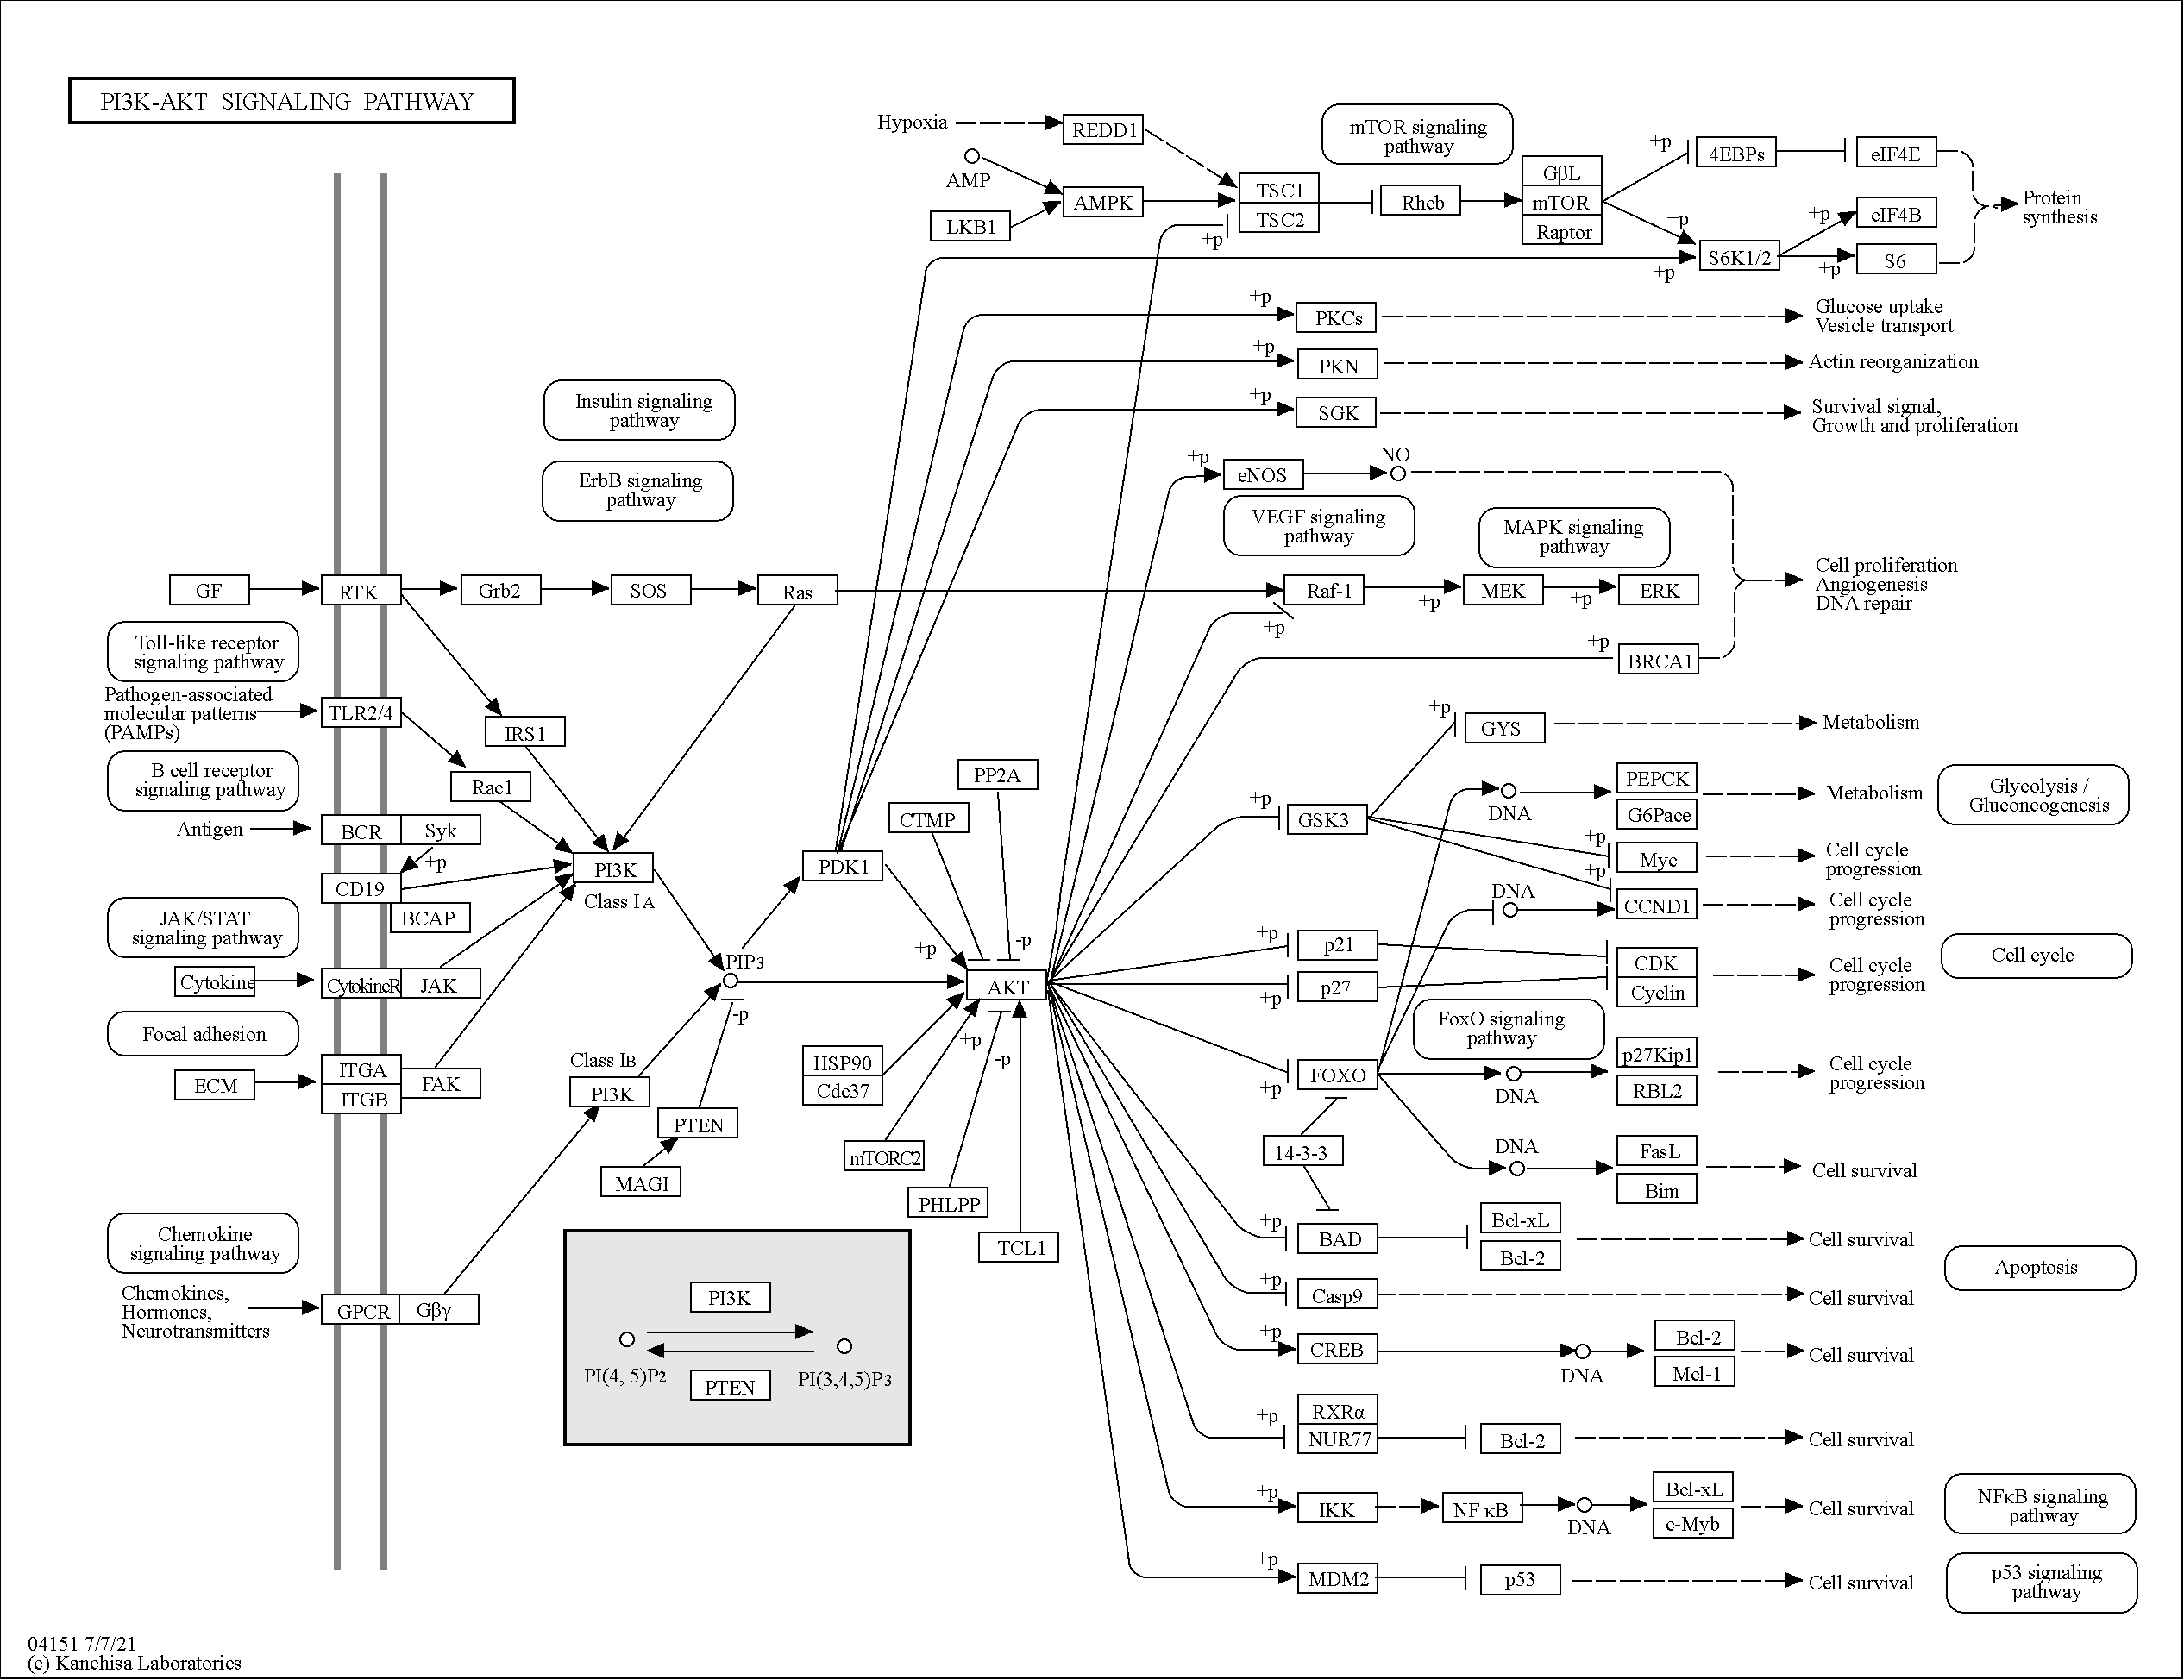 PI3K-AKT SIGNALING PATHWAY
Hypoxia
REDD1
mTOR signaling
pathway
AMP
AMPK
LKB1
TSC1
TSC2
+p
Rheb
GβL
mTOR
Raptor
+p
4EBPs
eIF4E
+p
S6K1/2
+p
+p
eIF4B
+p
S6
Protein
synthesis
+p
PKCs
Glucose uptake
Vesicle transport
+p
PKN
Actin reorganization
+p
SGK
Survival signal,
Growth and proliferation
Insulin signaling
pathway
ErbB signaling
pathway
+p
eNOS
NO
VEGF signaling
pathway
MAPK signaling
pathway
GF
RTK
Grb2
SOS
Ras
Raf-1
+p
+p
MEK
+p
ERK
Cell proliferation
Angiogenesis
DNA repair
+p
BRCA1
Toll-like receptor
signaling pathway
Pathogen-associated
molecular patterns
(PAMPs)
TLR2/4
IRS1
Rac1
B cell receptor
signaling pathway
Antigen
BCR
Syk
+p
CD19
BCAP
PI3K
Class IA
JAK/STAT
signaling pathway
Cytokine
CytokineR
JAK
Focal adhesion
ECM
ITGA
ITGB
FAK
Class IB
PI3K
PIP3
-p
PTEN
MAGI
Chemokine
signaling pathway
Chemokines,
Hormones,
Neurotransmitters
GPCR
Gβγ
PDK1
CTMP
PP2A
+p
-p
AKT
HSP90
Cdc37
+p
-p
mTORC2
PHLPP
TCL1
PI3K
PI(4, 5)P2
PI(3,4,5)P3
PTEN
+p
GYS
Metabolism
+p
GSK3
DNA
PEPCK
G6Pace
Metabolism
Glycolysis /
Gluconeogenesis
+p
Myc
Cell cycle
progression
+p
DNA
CCND1
Cell cycle
progression
+p
p21
+p
p27
CDK
Cyclin
Cell cycle
progression
Cell cycle
FoxO signaling
pathway
+p
FOXO
DNA
p27Kip1
RBL2
Cell cycle
progression
14-3-3
DNA
FasL
Bim
Cell survival
+p
BAD
Bcl-xL
Bcl-2
Cell survival
Apoptosis
+p
Casp9
Cell survival
+p
CREB
DNA
Bcl-2
Mcl-1
Cell survival
+p
RXRα
NUR77
Bcl-2
Cell survival
+p
IKK
NFκB
DNA
Bcl-xL
c-Myb
Cell survival
NFκB signaling
pathway
+p
MDM2
p53
Cell survival
p53 signaling
pathway
04151 7/7/21
(c) Kanehisa Laboratories